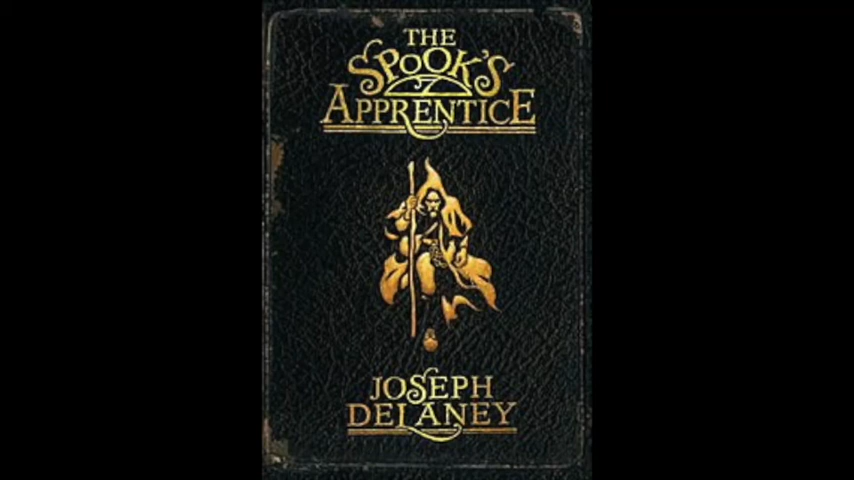 THE
SPOOK'S
APPRENTICE
JOSEPH
DELANEY